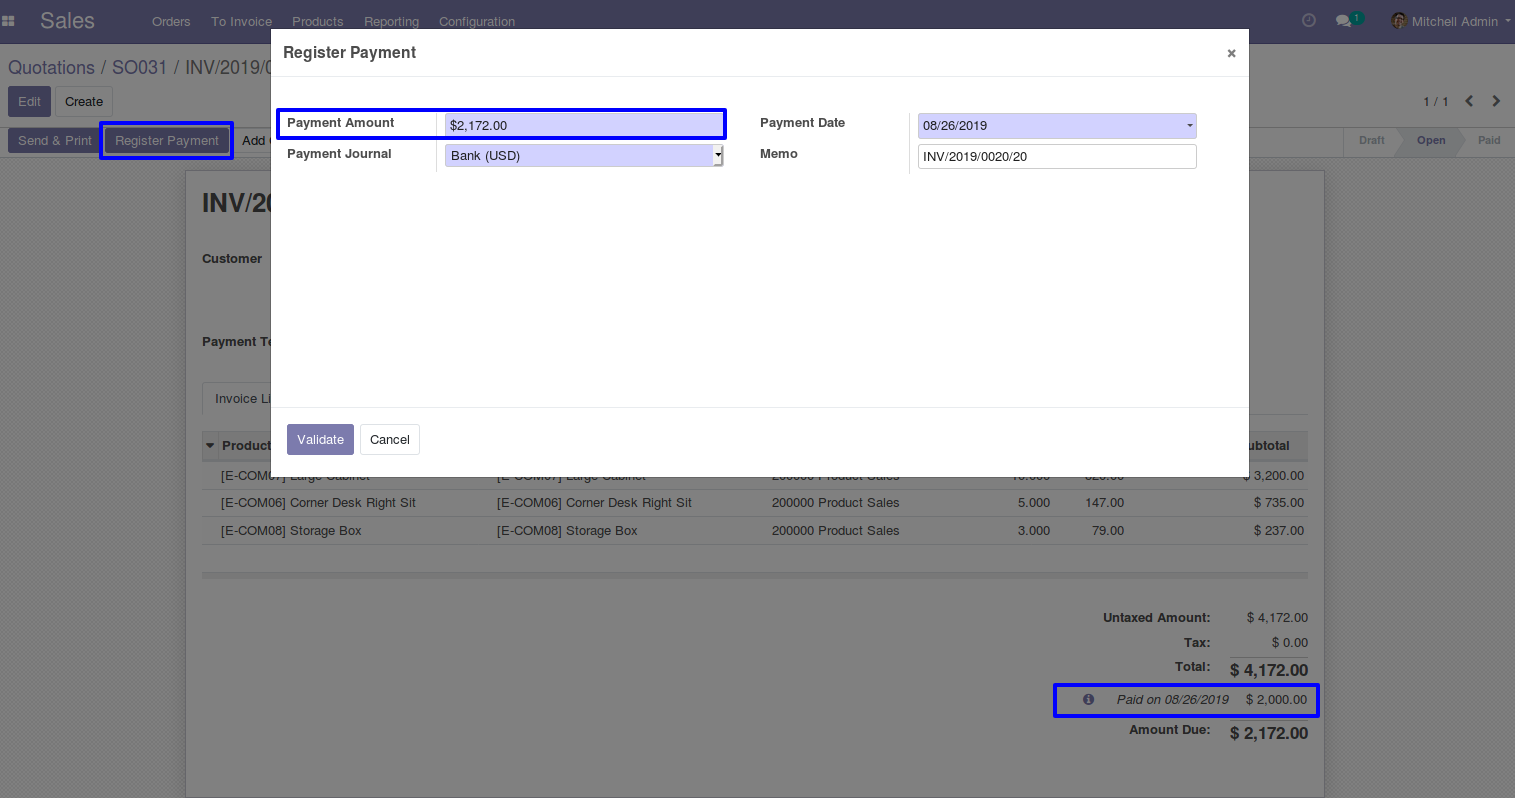 Sales Orders To Invoice Products Reporting Configuration 1 Mitchell Admin
Register Payment ×
Quotations / SO031 / INV/2019/0
Edit Create 1 / 1
Payment Amount $2,172.00 Payment Date 08/26/2019
Send & Print Register Payment Add Draft Open Paid
Payment Journal Bank (USD) Memo INV/2019/0020/20
INV/20
Customer
Payment Te
Invoice Li
Validate Cancel
Product ubtotal
[E-COM07] Large Cabinet [E-COM07] Large Cabinet 200000 Product Sales 10.000 320.00 $ 3,200.00
[E-COM06] Corner Desk Right Sit [E-COM06] Corner Desk Right Sit 200000 Product Sales 5.000 147.00 $ 735.00
[E-COM08] Storage Box [E-COM08] Storage Box 200000 Product Sales 3.000 79.00 $ 237.00
Untaxed Amount: $ 4,172.00
Tax: $ 0.00
Total: $ 4,172.00
Paid on 08/26/2019 $ 2,000.00
Amount Due: $ 2,172.00